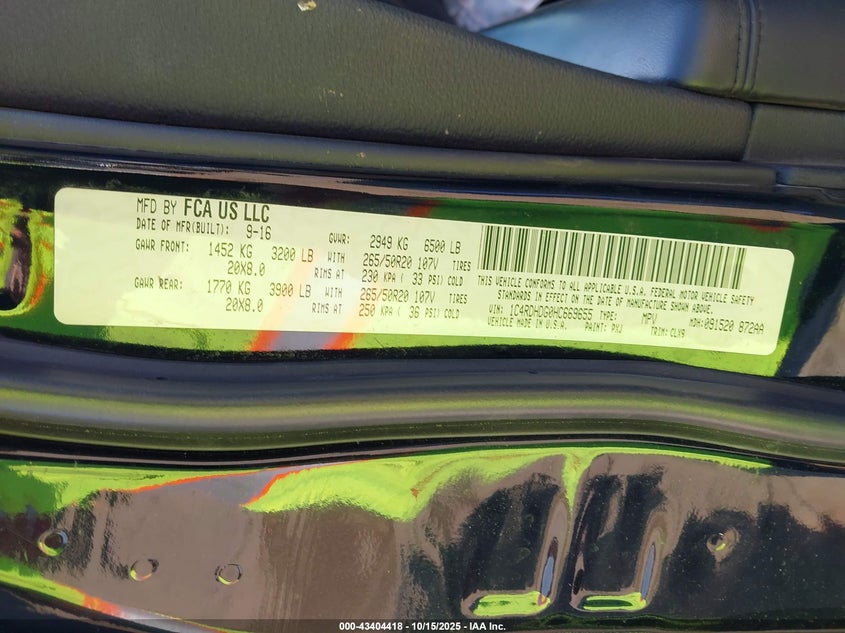 MFD BY FCA US LLC
DATE OF MFR(BUILT): 9-16 GVWR: 2949 KG 6500 LB
GAWR FRONT: 1452 KG 3200 LB WITH 265/50R20 107V TIRES
20X8.0 RIMS AT 230 KPA ( 33 PSI) COLD
GAWR REAR: 1770 KG 3900 LB WITH 265/50R20 107V TIRES
20X8.0 RIMS AT 250 KPA ( 36 PSI) COLD
THIS VEHICLE CONFORMS TO ALL APPLICABLE U.S.A. FEDERAL MOTOR VEHICLE SAFETY
STANDARDS IN EFFECT ON THE DATE OF MANUFACTURE SHOWN ABOVE.
VIN: 1C4RDHDG0HC669655 TYPE: MPV MDH: 091520 872AA
MADE IN U.S.A. PAINT: PXJ TRIM: CLX9
000-43404418 - 10/15/2025 - IAA Inc.